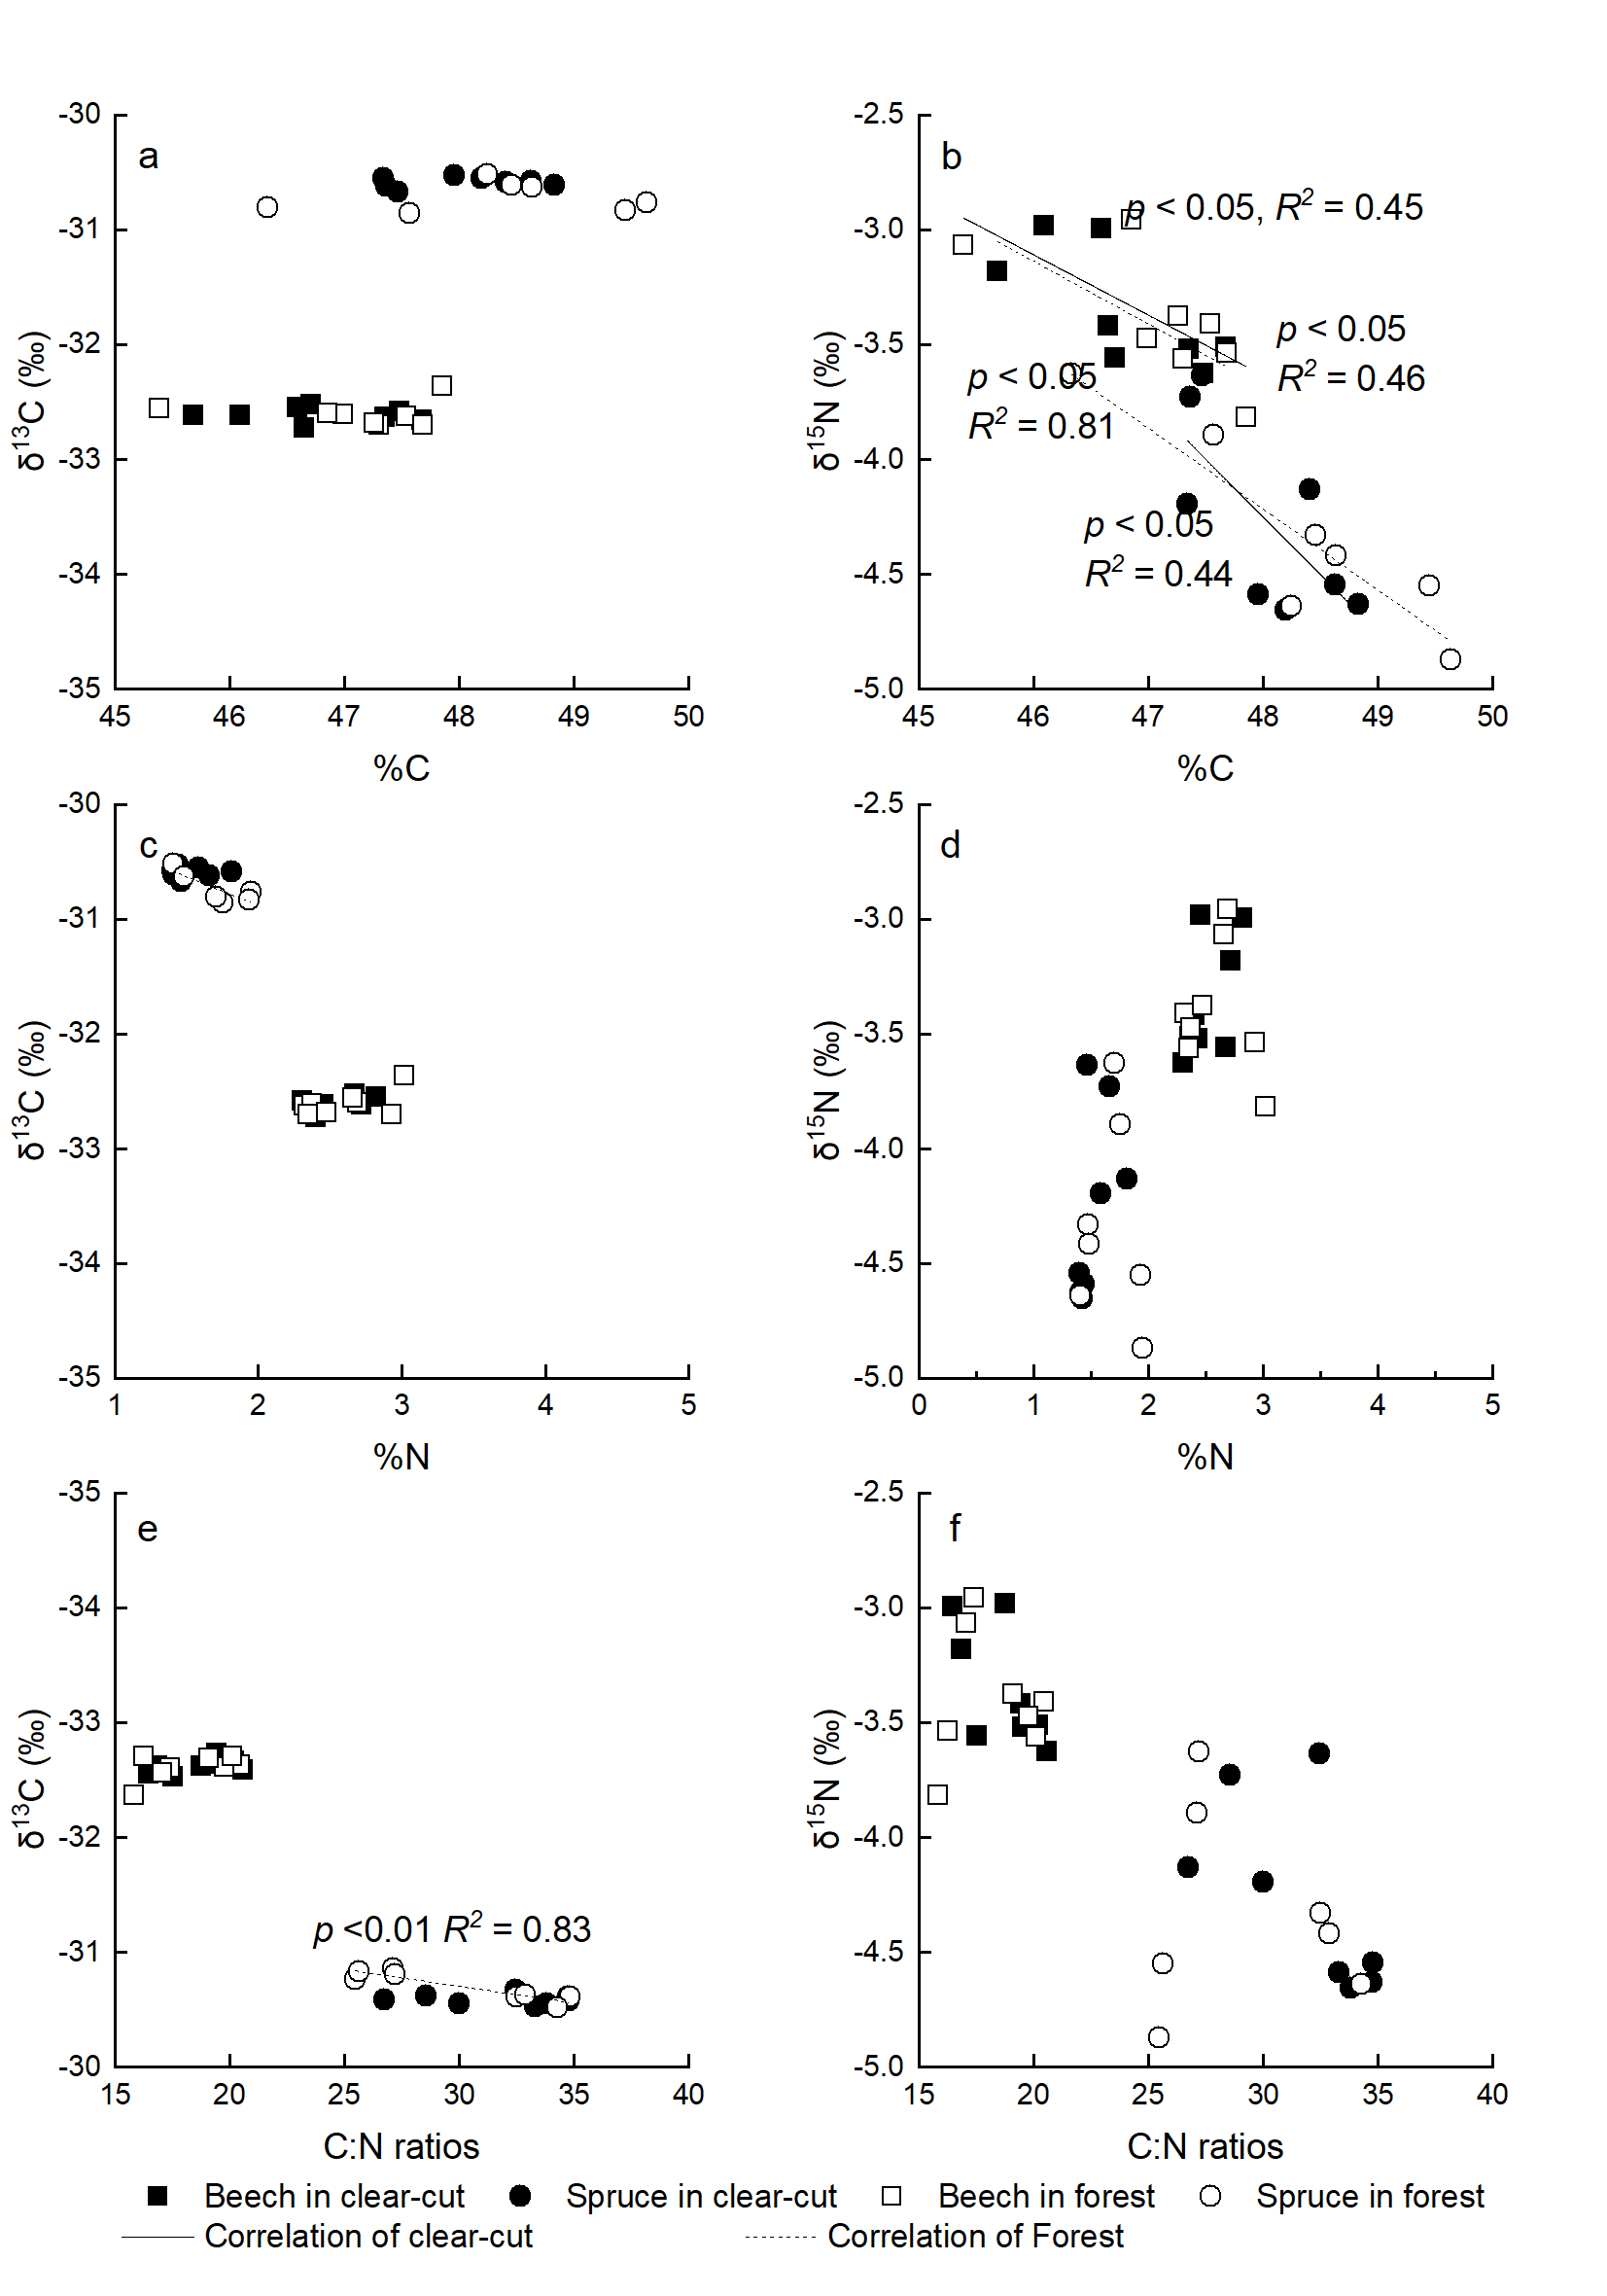 a
-30
-31
-32
-33
-34
-35
45 46 47 48 49 50
δ13C (‰)
%C
b
-2.5
-3.0
-3.5
-4.0
-4.5
-5.0
45 46 47 48 49 50
δ15N (‰)
%C
p < 0.05, R2 = 0.45
p < 0.05
R2 = 0.46
p < 0.05
R2 = 0.81
p < 0.05
R2 = 0.44
c
-30
-31
-32
-33
-34
-35
1 2 3 4 5
δ13C (‰)
%N
d
-2.5
-3.0
-3.5
-4.0
-4.5
-5.0
0 1 2 3 4 5
δ15N (‰)
%N
e
-35
-34
-33
-32
-31
-30
15 20 25 30 35 40
δ13C (‰)
C:N ratios
p <0.01 R2 = 0.83
f
-2.5
-3.0
-3.5
-4.0
-4.5
-5.0
15 20 25 30 35 40
δ15N (‰)
C:N ratios
Beech in clear-cut Spruce in clear-cut Beech in forest Spruce in forest
Correlation of clear-cut Correlation of Forest